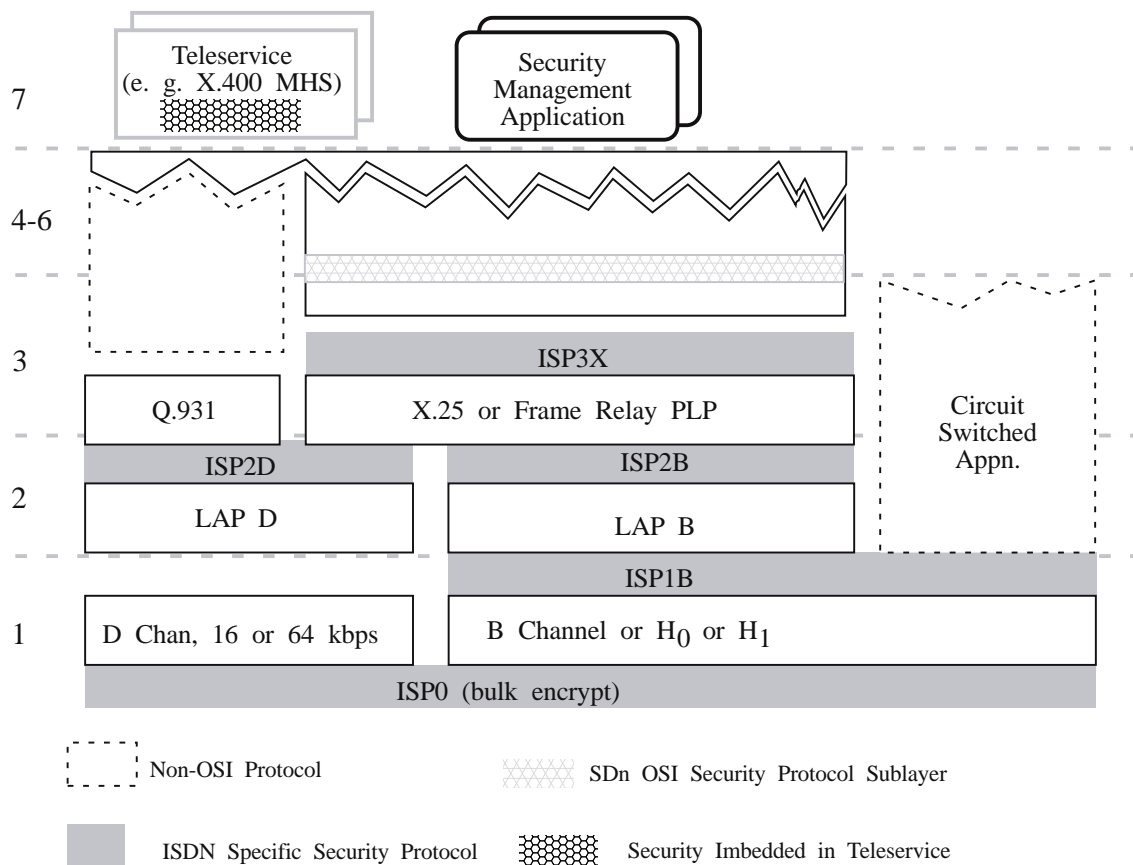 Teleservice
(e. g. X.400 MHS)
Security
Management
Application
7
4-6
3
ISP3X
Q.931
X.25 or Frame Relay PLP
Circuit
Switched
Appn.
ISP2D
ISP2B
2
LAP D
LAP B
ISP1B
1
D Chan, 16 or 64 kbps
B Channel or H0 or H1
ISP0 (bulk encrypt)
Non-OSI Protocol
SDn OSI Security Protocol Sublayer
ISDN Specific Security Protocol
Security Imbedded in Teleservice